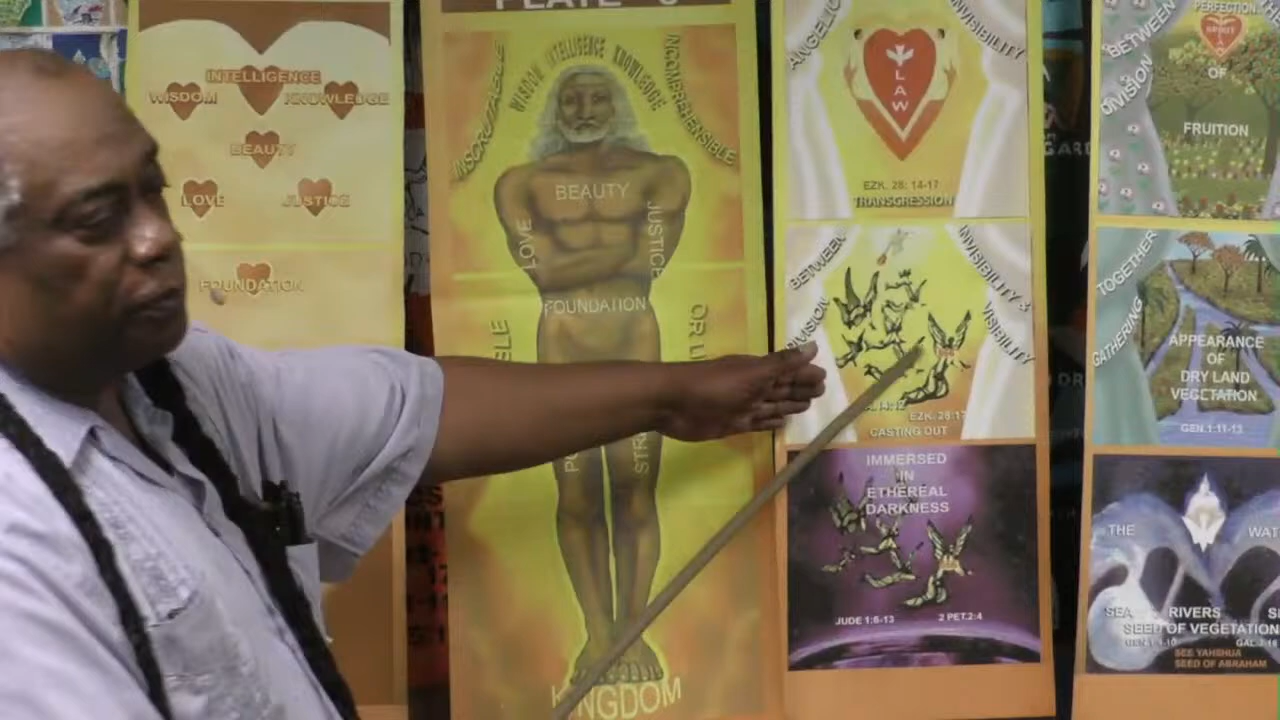 INTELLIGENCE
WISDOM
KNOWLEDGE
BEAUTY
LOVE
JUSTICE
FOUNDATION
PLATE
INSCRUTABLE
WISDOM INTELLIGENCE KNOWLEDGE
INCOMPREHENSIBLE
BEAUTY
LOVE
JUSTICE
FOUNDATION
KINGDOM
ANGELIC
INVISIBILITY
LAW
EZK. 28: 14-17
TRANSGRESSION
DIVISION
BETWEEN
INVISIBILITY &
VISIBILITY
EZK. 28:17
CASTING OUT
IMMERSED
IN
ETHEREAL
DARKNESS
JUDE 1:6-13
2 PET.2:4
DIVISION
BETWEEN
PERFECTION
SPIRIT
OF
FRUITION
GATHERING
TOGETHER
APPEARANCE
OF
DRY LAND
VEGETATION
GEN.1:11-13
THE
SEA
RIVERS
SEED OF VEGETATION
SEE YAHSHUA
SEED OF ABRAHAM